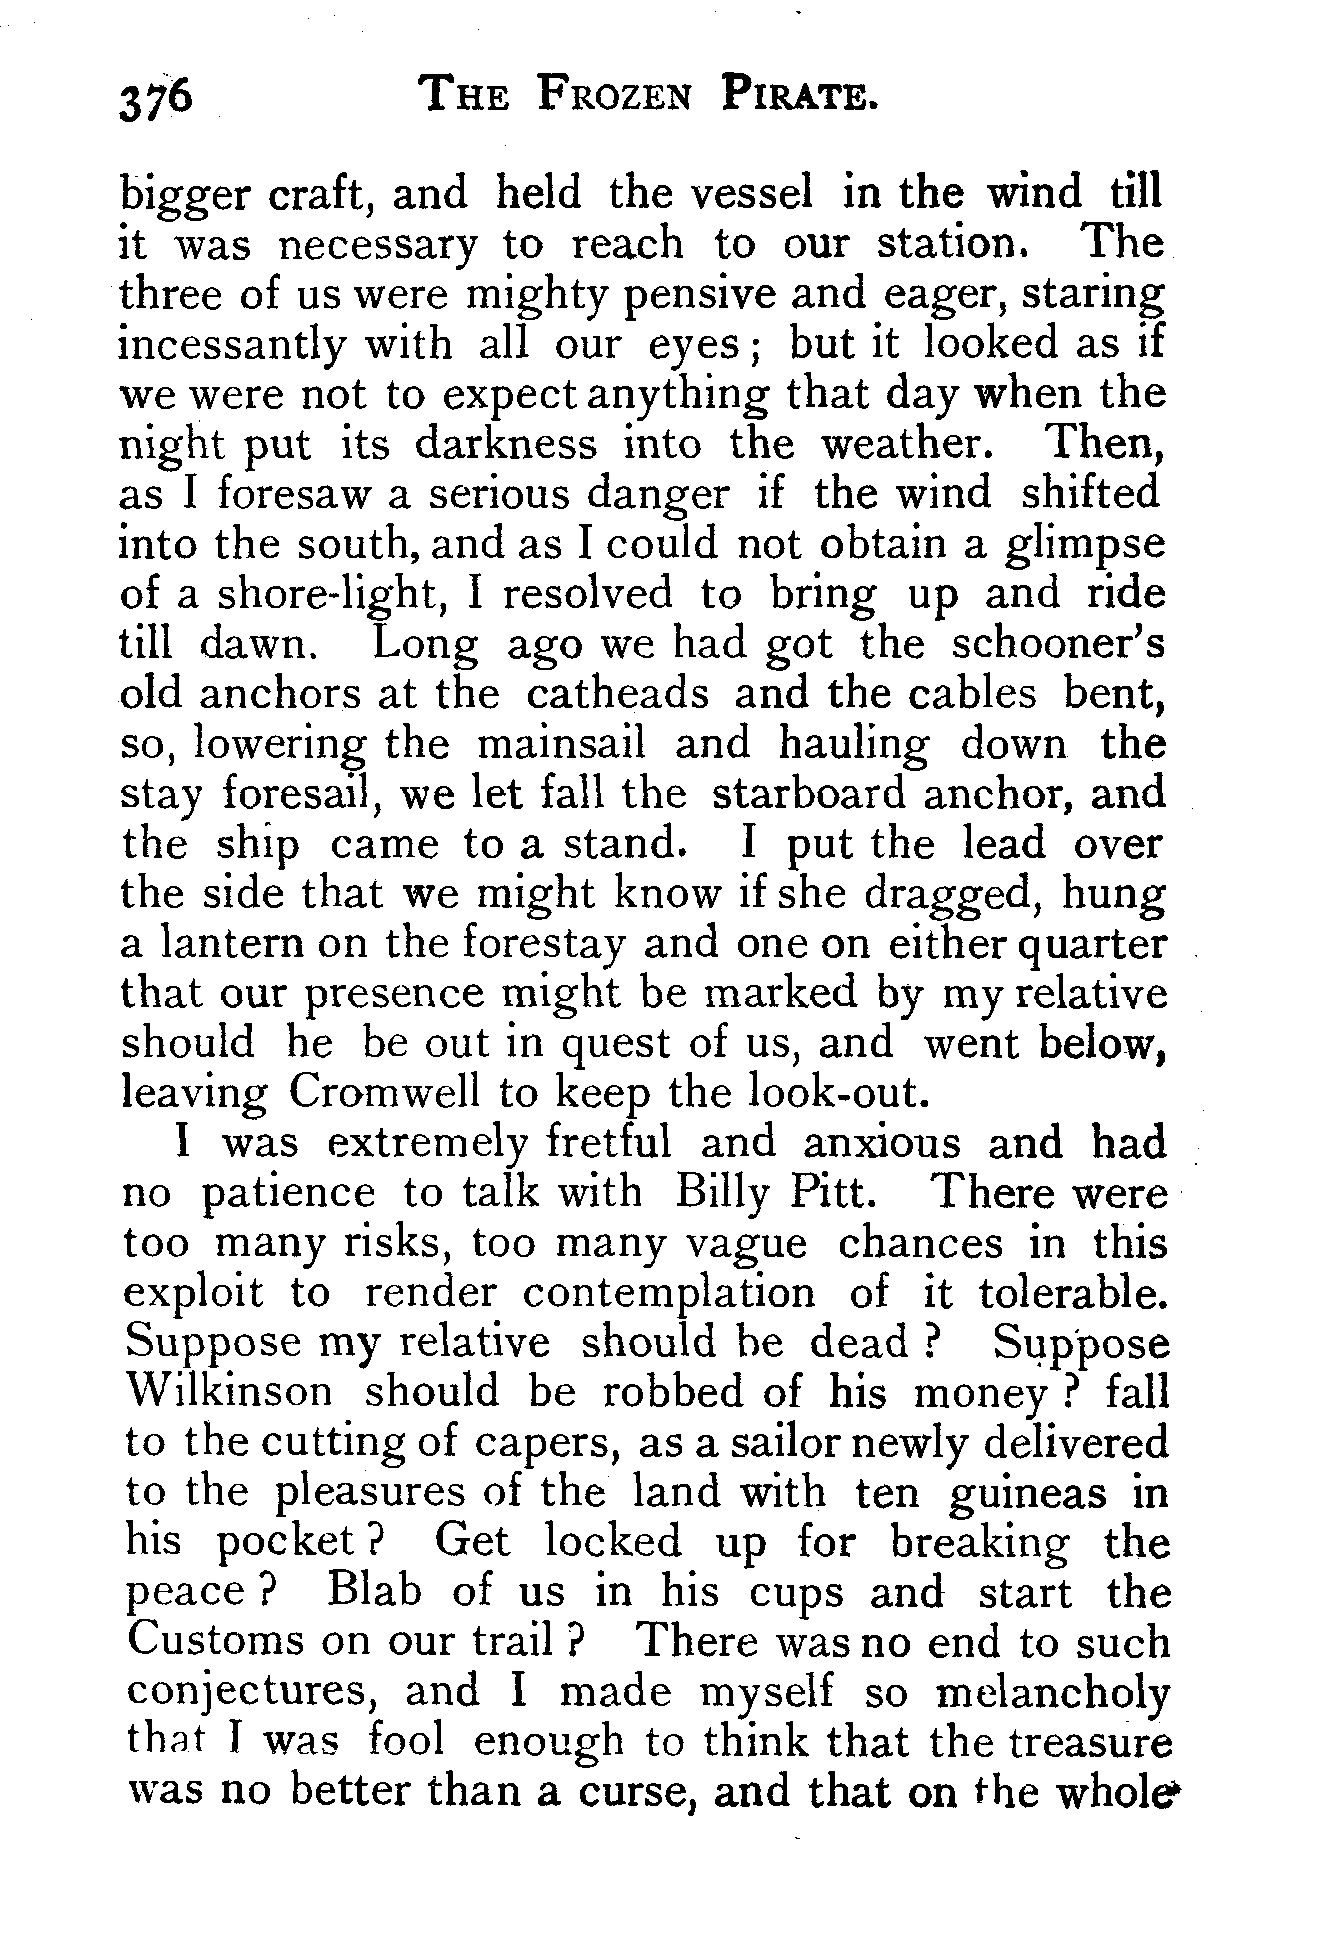 376 THE FROZEN PIRATE.
bigger craft, and held the vessel in the wind till
it was necessary to reach to our station. The
three of us were mighty pensive and eager, staring
incessantly with all our eyes ; but it looked as if
we were not to expect anything that day when the
night put its darkness into the weather. Then,
as I foresaw a serious danger if the wind shifted
into the south, and as I could not obtain a glimpse
of a shore-light, I resolved to bring up and ride
till dawn. Long ago we had got the schooner's
old anchors at the catheads and the cables bent,
so, lowering the mainsail and hauling down the
stay foresail, we let fall the starboard anchor, and
the ship came to a stand. I put the lead over
the side that we might know if she dragged, hung
a lantern on the forestay and one on either quarter
that our presence might be marked by my relative
should he be out in quest of us, and went below,
leaving Cromwell to keep the look-out.
I was extremely fretful and anxious and had
no patience to talk with Billy Pitt. There were
too many risks, too many vague chances in this
exploit to render contemplation of it tolerable.
Suppose my relative should be dead ? Suppose
Wilkinson should be robbed of his money ? fall
to the cutting of capers, as a sailor newly delivered
to the pleasures of the land with ten guineas in
his pocket ? Get locked up for breaking the
peace ? Blab of us in his cups and start the
Customs on our trail ? There was no end to such
conjectures, and I made myself so melancholy
that I was fool enough to think that the treasure
was no better than a curse, and that on the whole